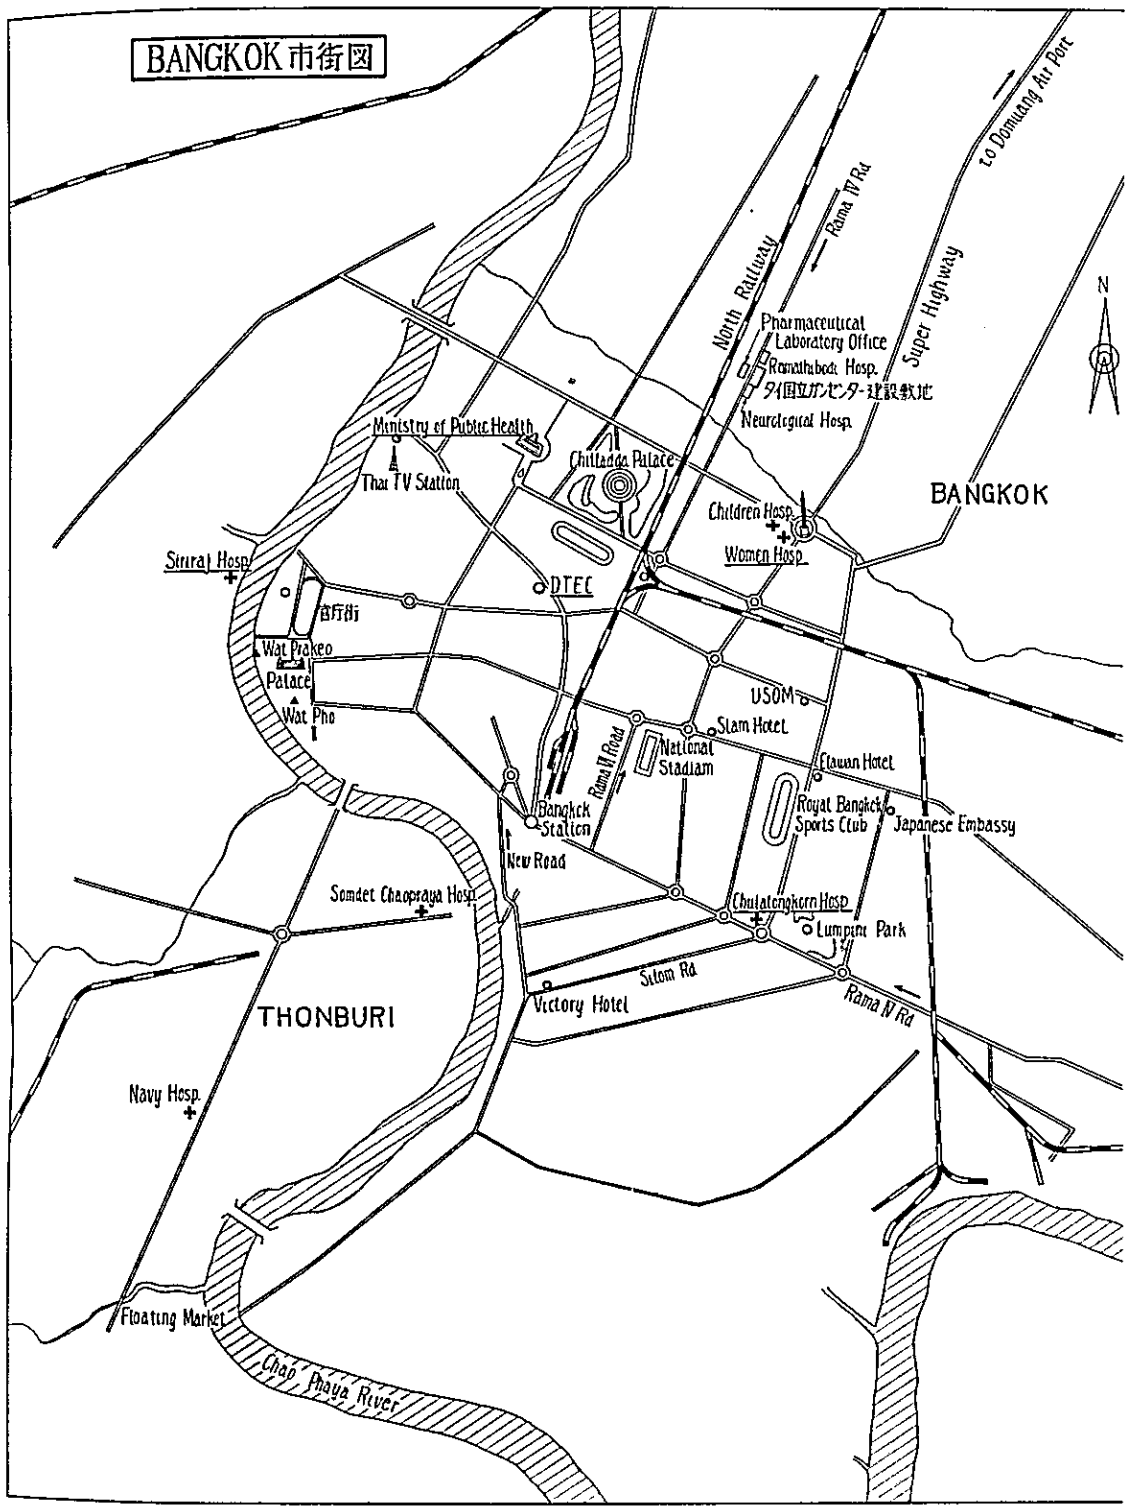 BANGKOK市街図
to Domuang Air Port
Rama IV Rd
North Railway
Super Highway
N
Pharmaceutical
Laboratory Office
Ramathibodi Hosp.
タイ国立ガンセンター建設敷地
Neurological Hosp.
Ministry of Public Health
Thai TV Station
Chitladda Palace
BANGKOK
Children Hosp.
Women Hosp.
Siriraj Hosp.
DTEC
官庁街
Wat Prakeo
Palace
Wat Pho
USOM
Siam Hotel
National
Stadiam
Rama VI Road
Elawan Hotel
Royal Bangkok
Sports Club
Japanese Embassy
Bangkok
Station
New Road
Somdet Chaopraya Hosp.
Chulalongkorn Hosp.
Lumpini Park
Silom Rd
Victory Hotel
Rama IV Rd
THONBURI
Navy Hosp.
Floating Market
Chao Phaya River